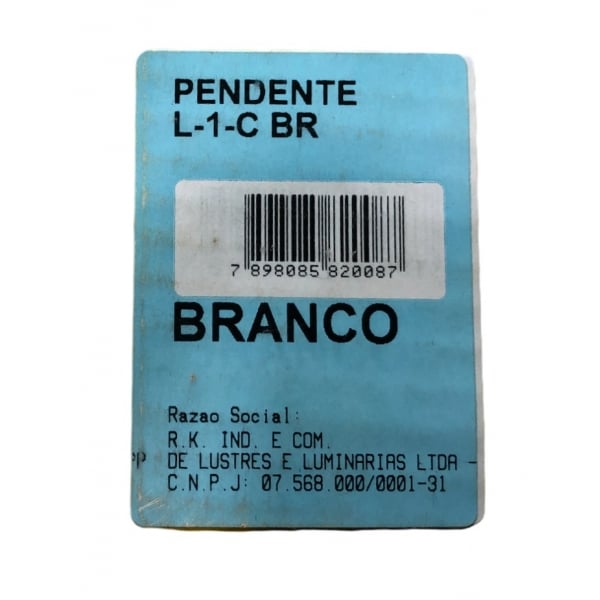 PENDENTE
L-1-C BR
7 898085 820087
BRANCO
Razao Social:
R.K. IND. E COM.
DE LUSTRES E LUMINARIAS LTDA -
C.N.P.J: 07.568.000/0001-31